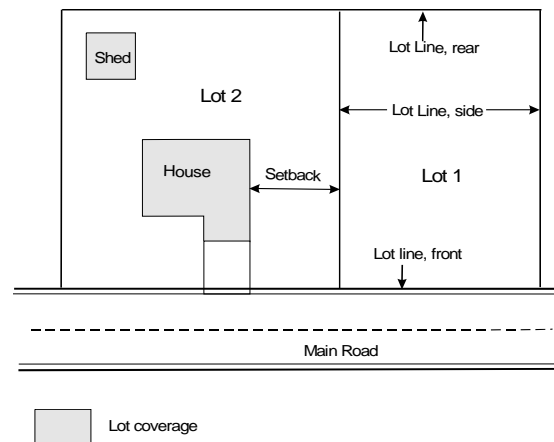 Lot Line, rear
Shed
Lot 2
Lot Line, side
House
Setback
Lot 1
Lot line, front
Main Road
Lot coverage